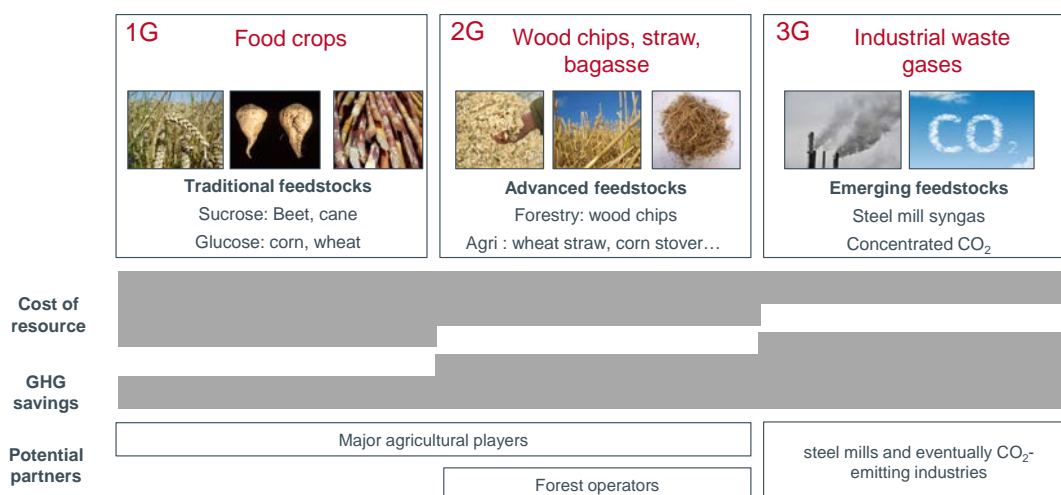 1G
Food crops
Traditional feedstocks
Sucrose: Beet, cane
Glucose: corn, wheat
2G
Wood chips, straw,
bagasse
Advanced feedstocks
Forestry: wood chips
Agri : wheat straw, corn stover…
3G
Industrial waste
gases
CO₂
Emerging feedstocks
Steel mill syngas
Concentrated CO₂
Cost of
resource
GHG
savings
Potential
partners
Major agricultural players
Forest operators
steel mills and eventually CO₂-
emitting industries